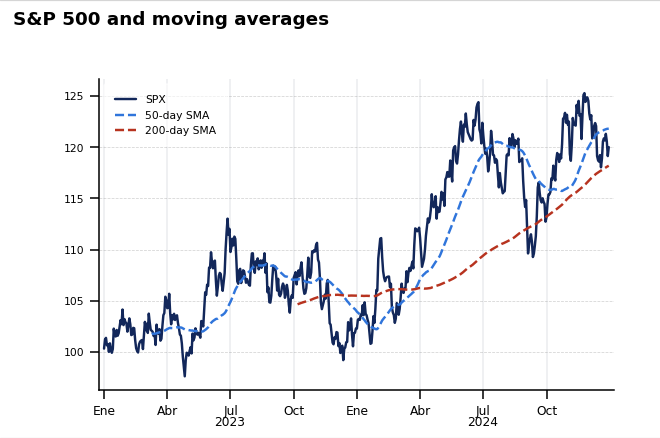 S&P 500 and moving averages
SPX
50-day SMA
200-day SMA
125
120
115
110
105
100
Ene Abr Jul Oct Ene Abr Jul Oct
2023 2024